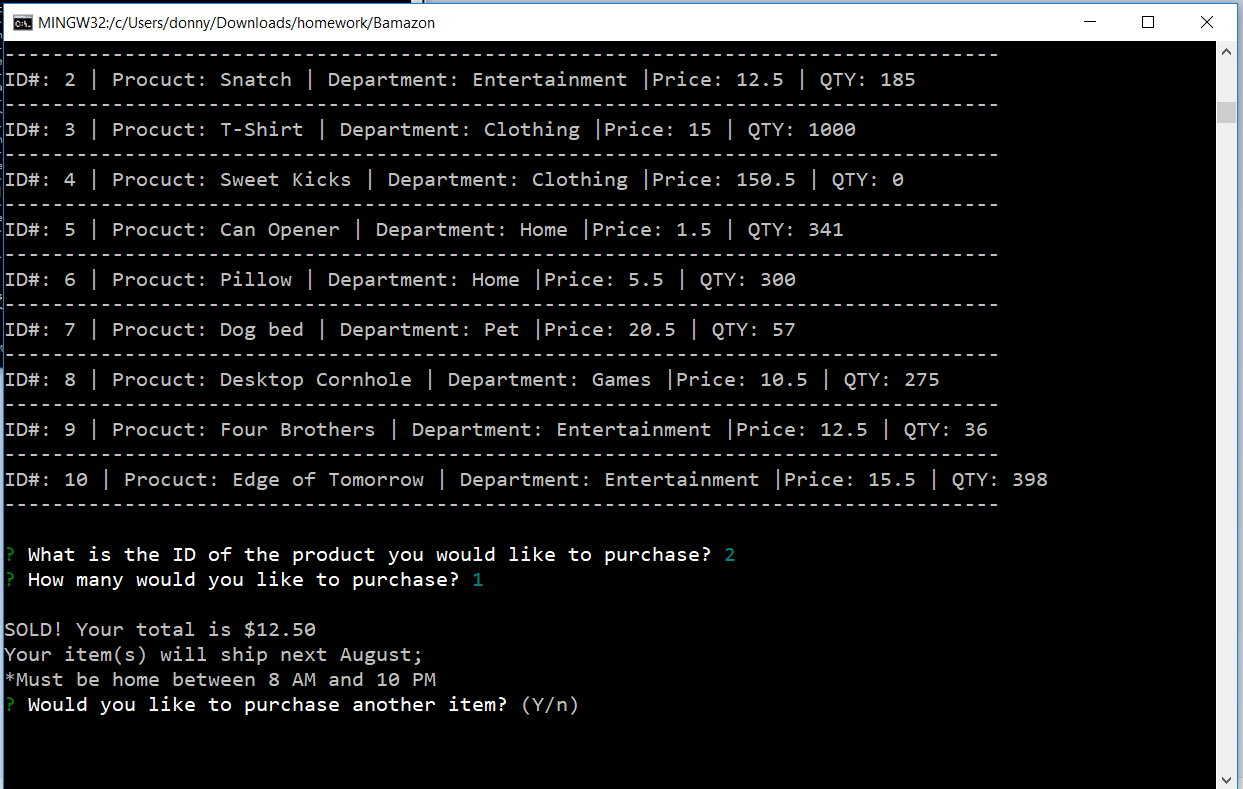 MINGW32:/c/Users/donny/Downloads/homework/Bamazon
-----------------------------------------------------------------------------------
ID#: 2 | Procuct: Snatch | Department: Entertainment |Price: 12.5 | QTY: 185
-----------------------------------------------------------------------------------
ID#: 3 | Procuct: T-Shirt | Department: Clothing |Price: 15 | QTY: 1000
-----------------------------------------------------------------------------------
ID#: 4 | Procuct: Sweet Kicks | Department: Clothing |Price: 150.5 | QTY: 0
-----------------------------------------------------------------------------------
ID#: 5 | Procuct: Can Opener | Department: Home |Price: 1.5 | QTY: 341
-----------------------------------------------------------------------------------
ID#: 6 | Procuct: Pillow | Department: Home |Price: 5.5 | QTY: 300
-----------------------------------------------------------------------------------
ID#: 7 | Procuct: Dog bed | Department: Pet |Price: 20.5 | QTY: 57
-----------------------------------------------------------------------------------
ID#: 8 | Procuct: Desktop Cornhole | Department: Games |Price: 10.5 | QTY: 275
-----------------------------------------------------------------------------------
ID#: 9 | Procuct: Four Brothers | Department: Entertainment |Price: 12.5 | QTY: 36
-----------------------------------------------------------------------------------
ID#: 10 | Procuct: Edge of Tomorrow | Department: Entertainment |Price: 15.5 | QTY: 398
-----------------------------------------------------------------------------------
? What is the ID of the product you would like to purchase? 2
? How many would you like to purchase? 1
SOLD! Your total is $12.50
Your item(s) will ship next August;
*Must be home between 8 AM and 10 PM
? Would you like to purchase another item? (Y/n)